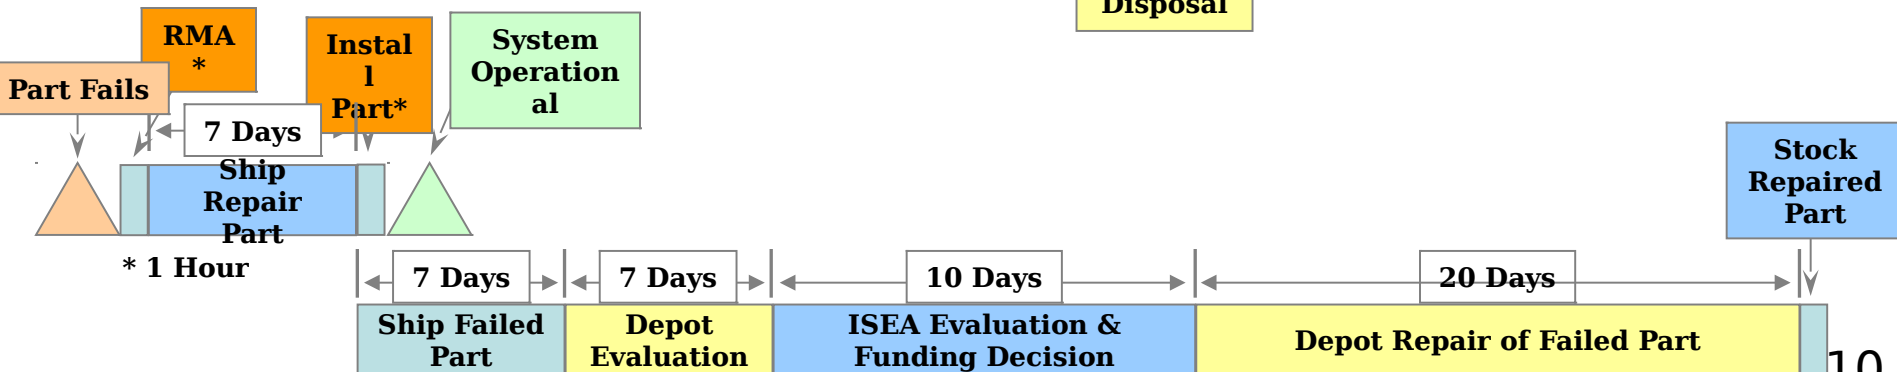 Disposal
RMA
*
Instal
l
Part*
System
Operation
al
Part Fails
7 Days
Ship
Repair
Part
* 1 Hour
Stock
Repaired
Part
7 Days
7 Days
10 Days
20 Days
Ship Failed
Part
Depot
Evaluation
ISEA Evaluation &
Funding Decision
Depot Repair of Failed Part
10